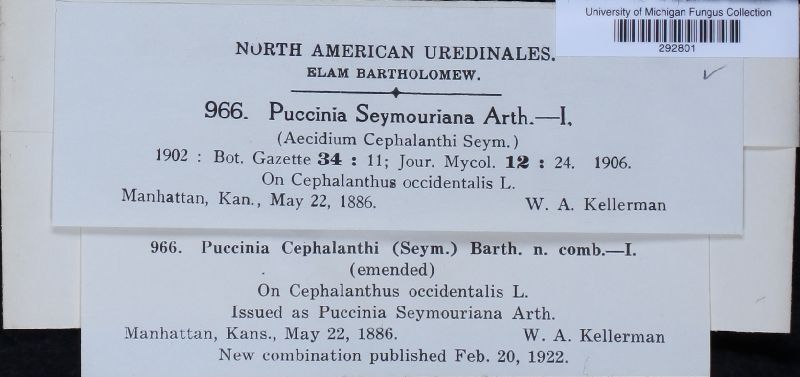 University of Michigan Fungus Collection
292801
NORTH AMERICAN UREDINALES.
ELAM BARTHOLOMEW.
966. Puccinia Seymouriana Arth.—I.
(Aecidium Cephalanthi Seym.)
1902 : Bot. Gazette 34 : 11; Jour. Mycol. 12 : 24. 1906.
On Cephalanthus occidentalis L.
Manhattan, Kan., May 22, 1886. W. A. Kellerman
966. Puccinia Cephalanthi (Seym.) Barth. n. comb.—I.
(emended)
On Cephalanthus occidentalis L.
Issued as Puccinia Seymouriana Arth.
Manhattan, Kans., May 22, 1886. W. A. Kellerman
New combination published Feb. 20, 1922.